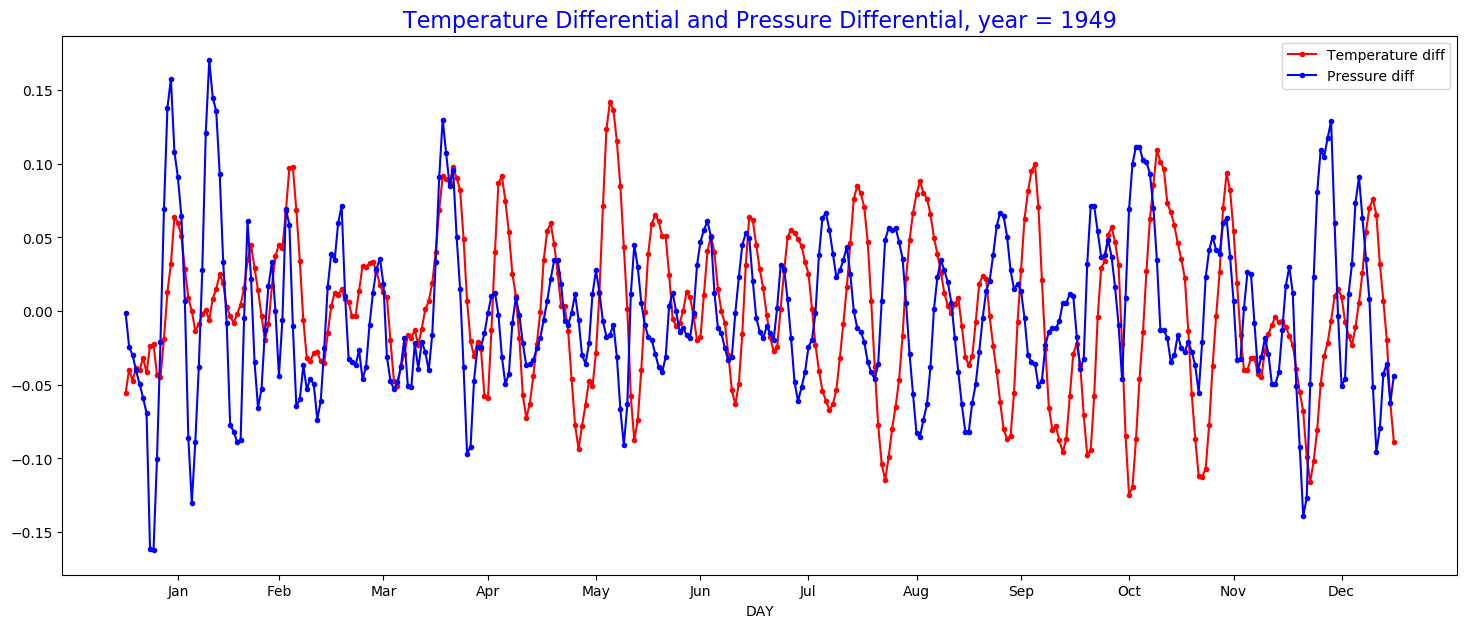 Temperature Differential and Pressure Differential, year = 1949
Temperature diff
Pressure diff
0.15
0.10
0.05
0.00
−0.05
−0.10
−0.15
Jan Feb Mar Apr May Jun Jul Aug Sep Oct Nov Dec
DAY